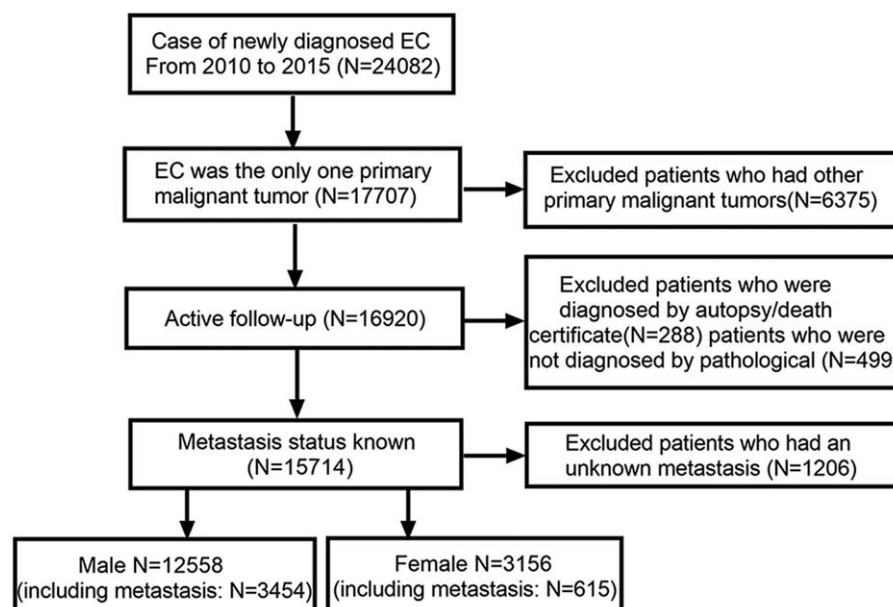 Case of newly diagnosed EC
From 2010 to 2015 (N=24082)
EC was the only one primary
malignant tumor (N=17707)
Excluded patients who had other
primary malignant tumors(N=6375)
Active follow-up (N=16920)
Excluded patients who were
diagnosed by autopsy/death
certificate(N=288) patients who were
not diagnosed by pathological (N=499
Metastasis status known
(N=15714)
Excluded patients who had an
unknown metastasis (N=1206)
Male N=12558
(including metastasis: N=3454)
Female N=3156
(including metastasis: N=615)